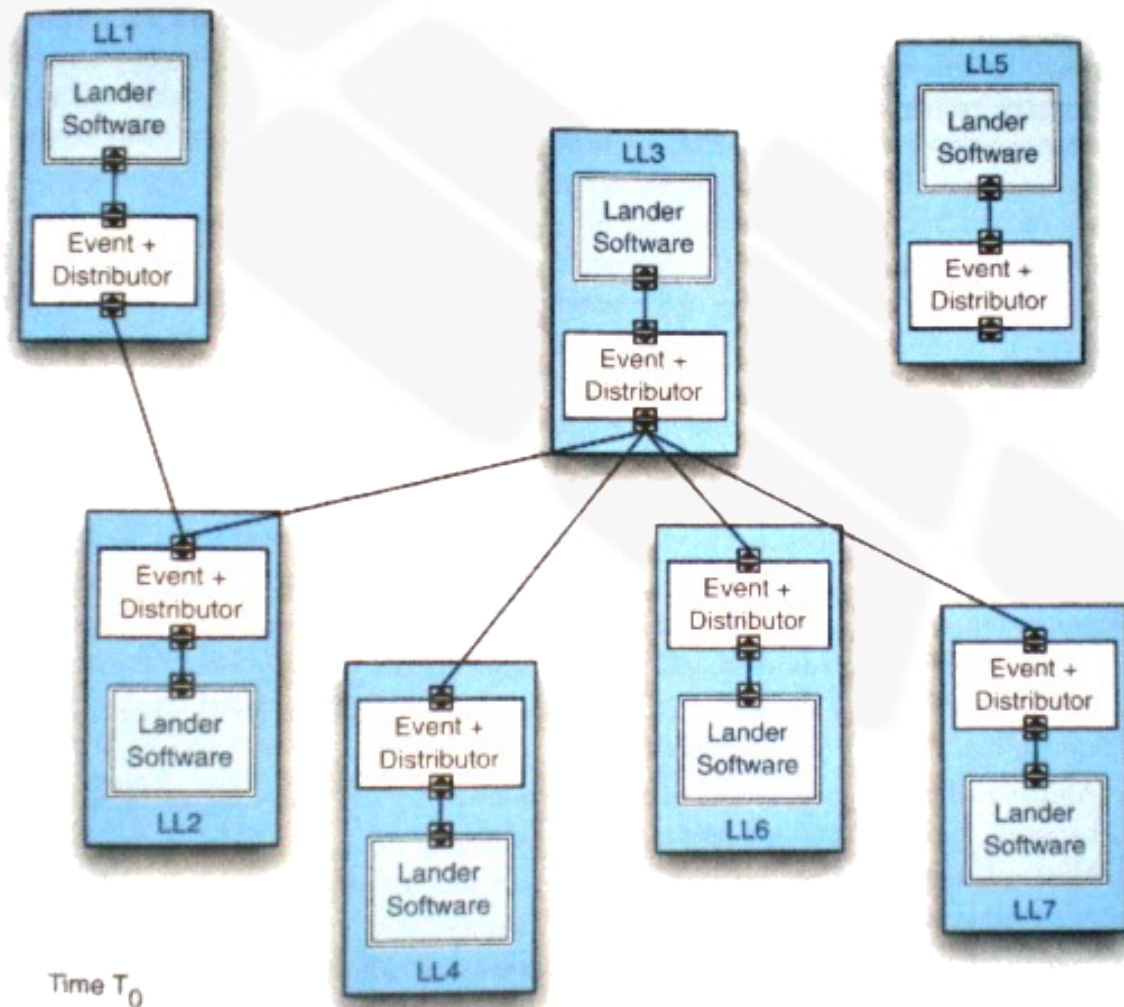 LL1
Lander
Software
Event +
Distributor
LL3
Lander
Software
Event +
Distributor
LL5
Lander
Software
Event +
Distributor
Event +
Distributor
Lander
Software
LL2
Event +
Distributor
Lander
Software
LL4
Event +
Distributor
Lander
Software
LL6
Event +
Distributor
Lander
Software
LL7
Time T0